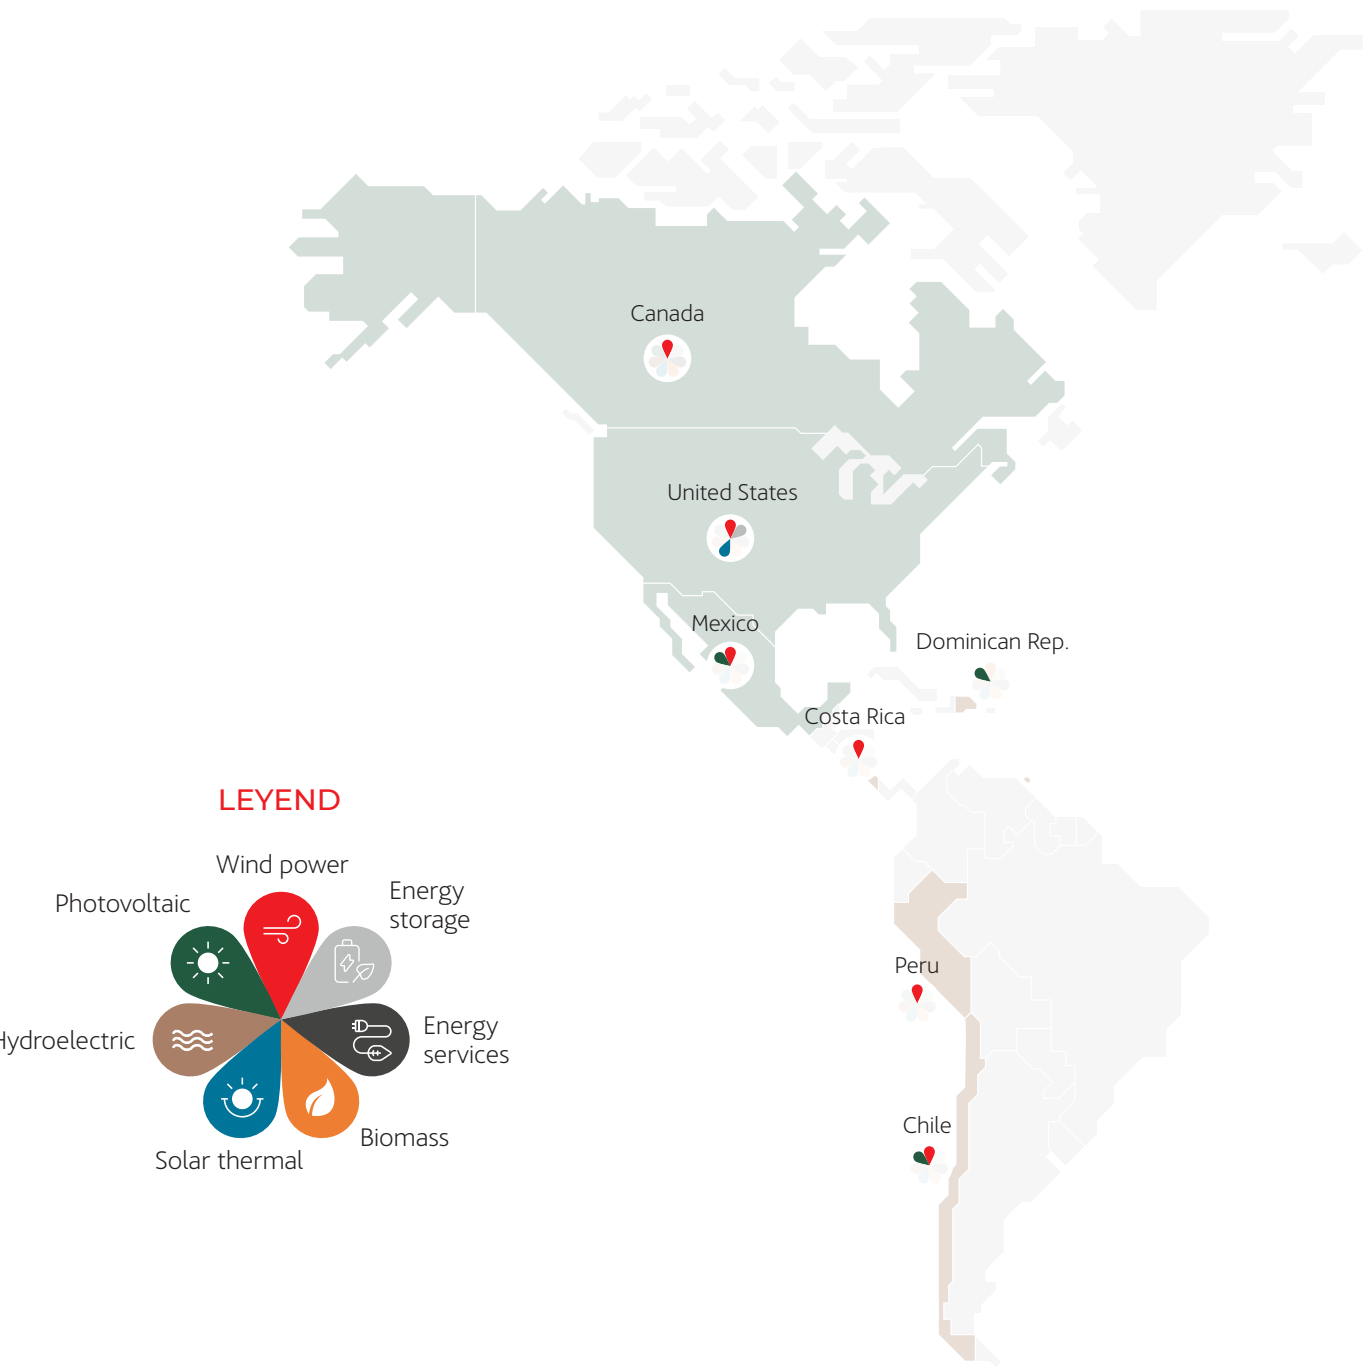 Canada
United States
Mexico
Dominican Rep.
Costa Rica
LEYEND
Wind power
Energy
storage
Photovoltaic
Peru
Energy
services
Hydroelectric
Chile
Biomass
Solar thermal